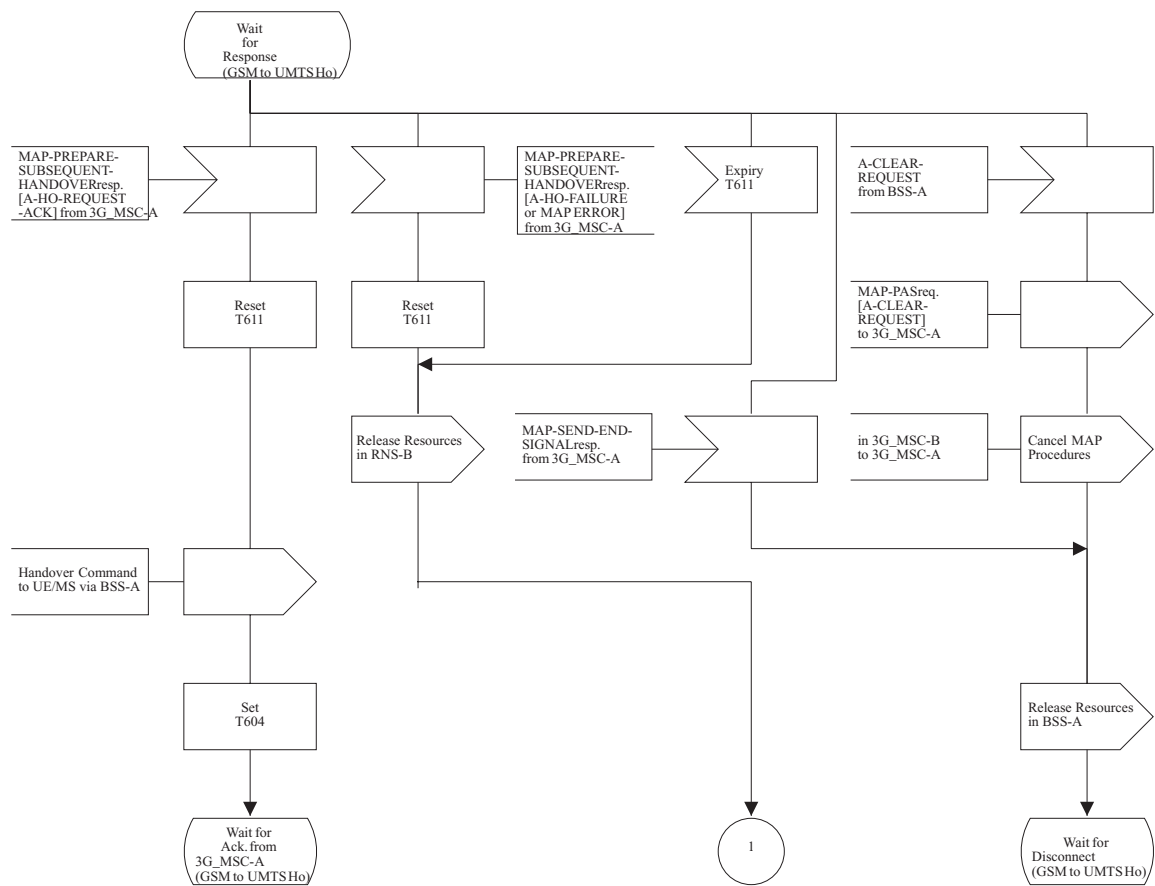 Wait
for
Response
(GSM to UMTS Ho)
MAP-PREPARE-
SUBSEQUENT-
HANDOVERresp.
[A-HO-REQUEST
-ACK] from 3G_MSC-A
MAP-PREPARE-
SUBSEQUENT-
HANDOVERresp.
[A-HO-FAILURE
or MAP ERROR]
from 3G_MSC-A
Expiry
T611
A-CLEAR-
REQUEST
from BSS-A
Reset
T611
Reset
T611
MAP-PASreq.
[A-CLEAR-
REQUEST]
to 3G_MSC-A
Release Resources
in RNS-B
MAP-SEND-END-
SIGNALresp.
from 3G_MSC-A
in 3G_MSC-B
to 3G_MSC-A
Cancel MAP
Procedures
Handover Command
to UE/MS via BSS-A
Set
T604
Release Resources
in BSS-A
Wait for
Ack. from
3G_MSC-A
(GSM to UMTS Ho)
1
Wait for
Disconnect
(GSM to UMTS Ho)